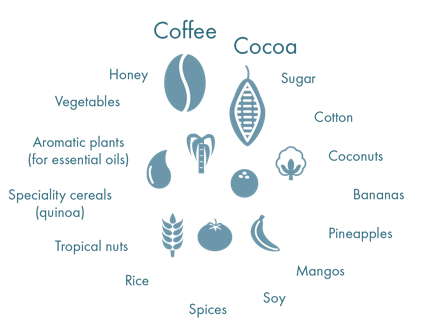 Coffee
Cocoa
Honey
Sugar
Vegetables
Cotton
Aromatic plants
(for essential oils)
Coconuts
Speciality cereals
(quinoa)
Bananas
Pineapples
Tropical nuts
Mangos
Rice
Soy
Spices